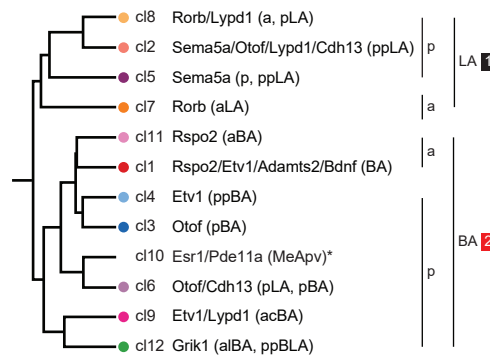 cl8 Rorb/Lypd1 (a, pLA)
cl2 Sema5a/Otof/Lypd1/Cdh13 (ppLA)
p
LA 1
cl5 Sema5a (p, ppLA)
cl7 Rorb (aLA)
a
cl11 Rspo2 (aBA)
a
cl1 Rspo2/Etv1/Adamts2/Bdnf (BA)
cl4 Etv1 (ppBA)
cl3 Otof (pBA)
BA 2
cl10 Esr1/Pde11a (MeApv)*
p
cl6 Otof/Cdh13 (pLA, pBA)
cl9 Etv1/Lypd1 (acBA)
cl12 Grik1 (alBA, ppBLA)